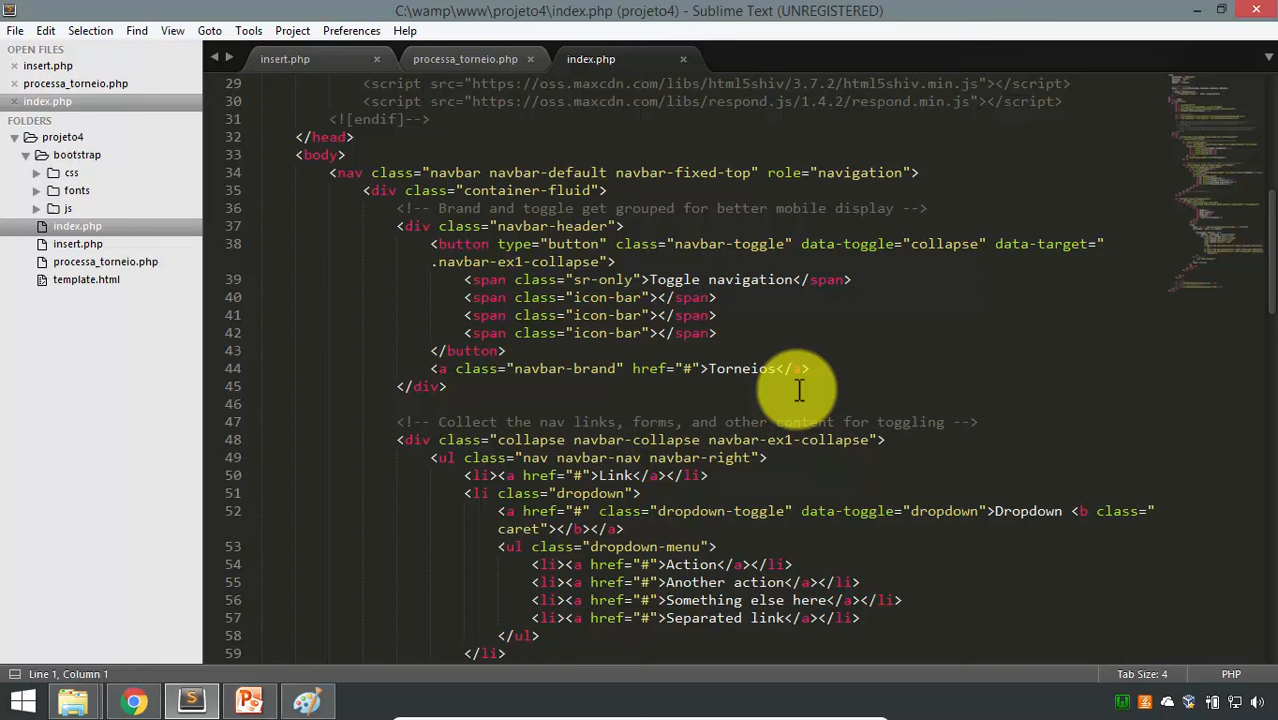 C:\wamp\www\projeto4\index.php (projeto4) - Sublime Text (UNREGISTERED)
File Edit Selection Find View Goto Tools Project Preferences Help
OPEN FILES
insert.php
processa_torneio.php
index.php
FOLDERS
projeto4
bootstrap
css
fonts
js
index.php
insert.php
processa_torneio.php
template.html
insert.php processa_torneio.php index.php
29 <script src="https://oss.maxcdn.com/libs/html5shiv/3.7.2/html5shiv.min.js"></script>
30 <script src="https://oss.maxcdn.com/libs/respond.js/1.4.2/respond.min.js"></script>
31 <![endif]-->
32 </head>
33 <body>
34 <nav class="navbar navbar-default navbar-fixed-top" role="navigation">
35 <div class="container-fluid">
36 <!-- Brand and toggle get grouped for better mobile display -->
37 <div class="navbar-header">
38 <button type="button" class="navbar-toggle" data-toggle="collapse" data-target="
.navbar-ex1-collapse">
39 <span class="sr-only">Toggle navigation</span>
40 <span class="icon-bar"></span>
41 <span class="icon-bar"></span>
42 <span class="icon-bar"></span>
43 </button>
44 <a class="navbar-brand" href="#">Torneios</a>
45 </div>
46
47 <!-- Collect the nav links, forms, and other content for toggling -->
48 <div class="collapse navbar-collapse navbar-ex1-collapse">
49 <ul class="nav navbar-nav navbar-right">
50 <li><a href="#">Link</a></li>
51 <li class="dropdown">
52 <a href="#" class="dropdown-toggle" data-toggle="dropdown">Dropdown <b class="
caret"></b></a>
53 <ul class="dropdown-menu">
54 <li><a href="#">Action</a></li>
55 <li><a href="#">Another action</a></li>
56 <li><a href="#">Something else here</a></li>
57 <li><a href="#">Separated link</a></li>
58 </ul>
59 </li>
Line 1, Column 1 Tab Size: 4 PHP